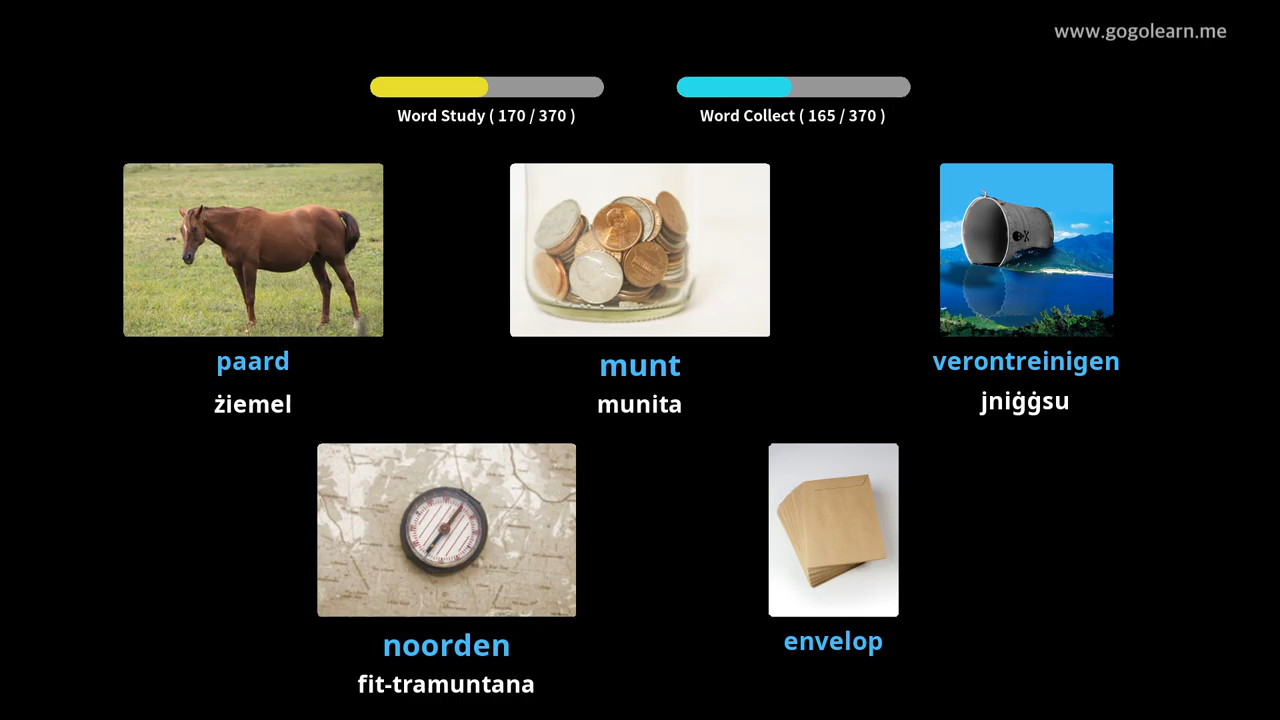 www.gogolearn.me
Word Study ( 170 / 370 )
Word Collect ( 165 / 370 )
paard
żiemel
munt
munita
verontreinigen
jniġġsu
noorden
fit-tramuntana
envelop